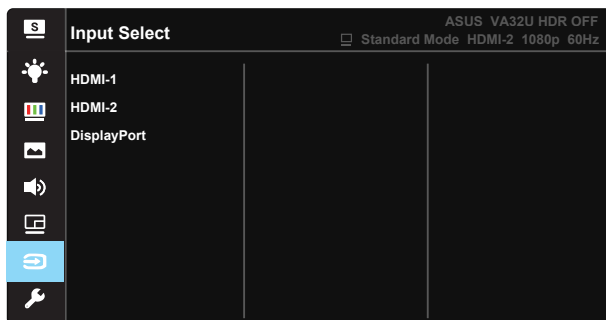 S
Input Select
ASUS VA32U HDR OFF
Standard Mode HDMI-2 1080p 60Hz
HDMI-1
HDMI-2
DisplayPort